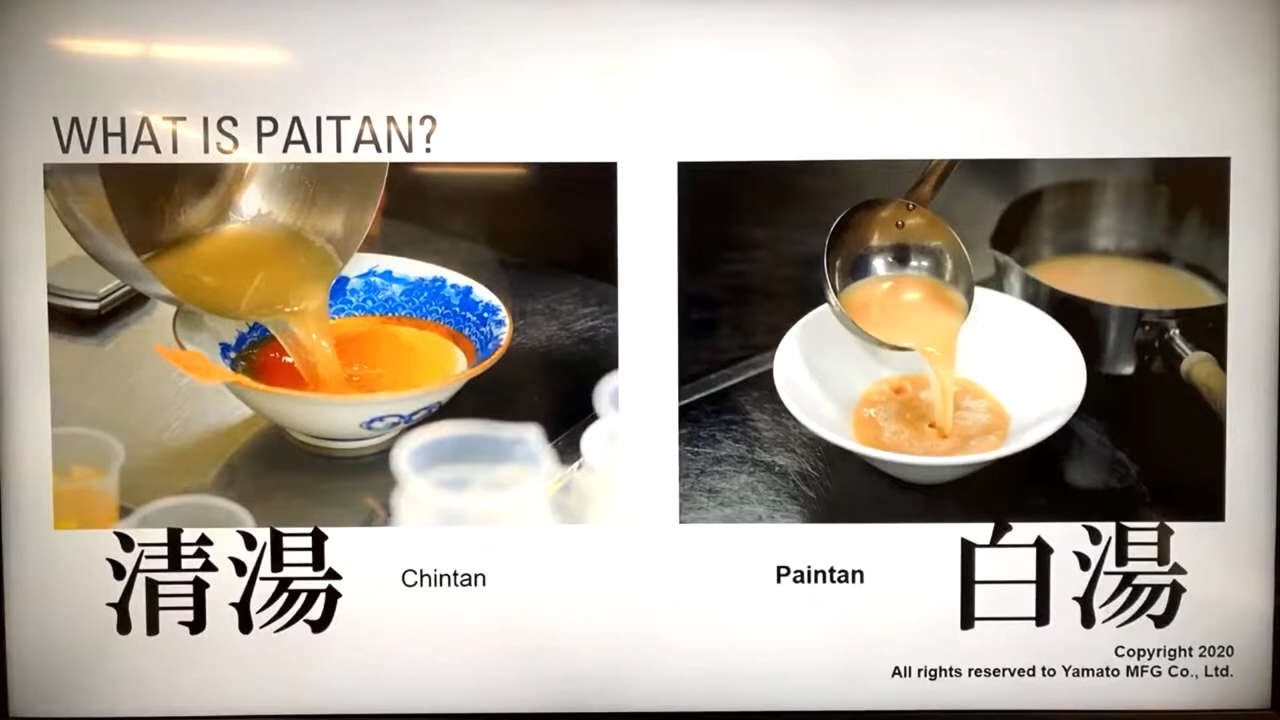 WHAT IS PAITAN?
清湯
Chintan
Paintan
白湯
Copyright 2020
All rights reserved to Yamato MFG Co., Ltd.